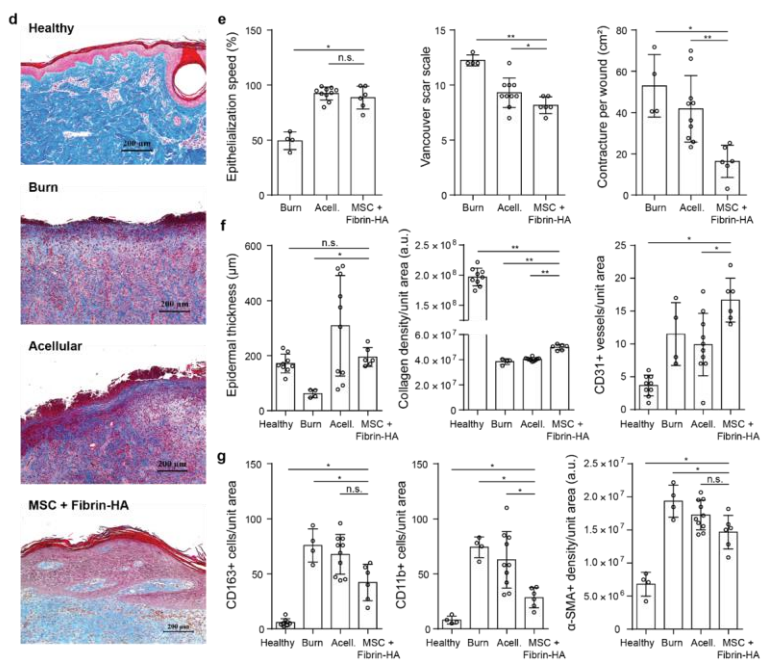 d
Healthy
200 µm
Burn
200 µm
Acellular
200 µm
MSC + Fibrin-HA
200 µm
e
Epithelialization speed (%)
150
100
50
0
*
n.s.
Burn
Acell.
MSC +
Fibrin-HA
Vancouver scar scale
15
10
5
0
**
*
Burn
Acell.
MSC +
Fibrin-HA
Contracture per wound (cm²)
80
60
40
20
0
*
**
Burn
Acell.
MSC +
Fibrin-HA
f
Epidermal thickness (µm)
600
400
200
0
n.s.
*
Healthy
Burn
Acell.
MSC +
Fibrin-HA
Collagen density/unit area (a.u.)
2.5 × 10⁸
2.0 × 10⁸
1.5 × 10⁸
6.0 × 10⁷
4.0 × 10⁷
2.0 × 10⁷
0
**
**
**
Healthy
Burn
Acell.
MSC +
Fibrin-HA
CD31+ vessels/unit area
25
20
15
10
5
0
*
*
Healthy
Burn
Acell.
MSC +
Fibrin-HA
g
CD163+ cells/unit area
150
100
50
0
*
*
n.s.
Healthy
Burn
Acell.
MSC +
Fibrin-HA
CD11b+ cells/unit area
150
100
50
0
*
*
*
Healthy
Burn
Acell.
MSC +
Fibrin-HA
α-SMA+ density/unit area (a.u.)
2.5 × 10⁷
2.0 × 10⁷
1.5 × 10⁷
1.0 × 10⁷
5.0 × 10⁶
0
*
*
n.s.
Healthy
Burn
Acell.
MSC +
Fibrin-HA